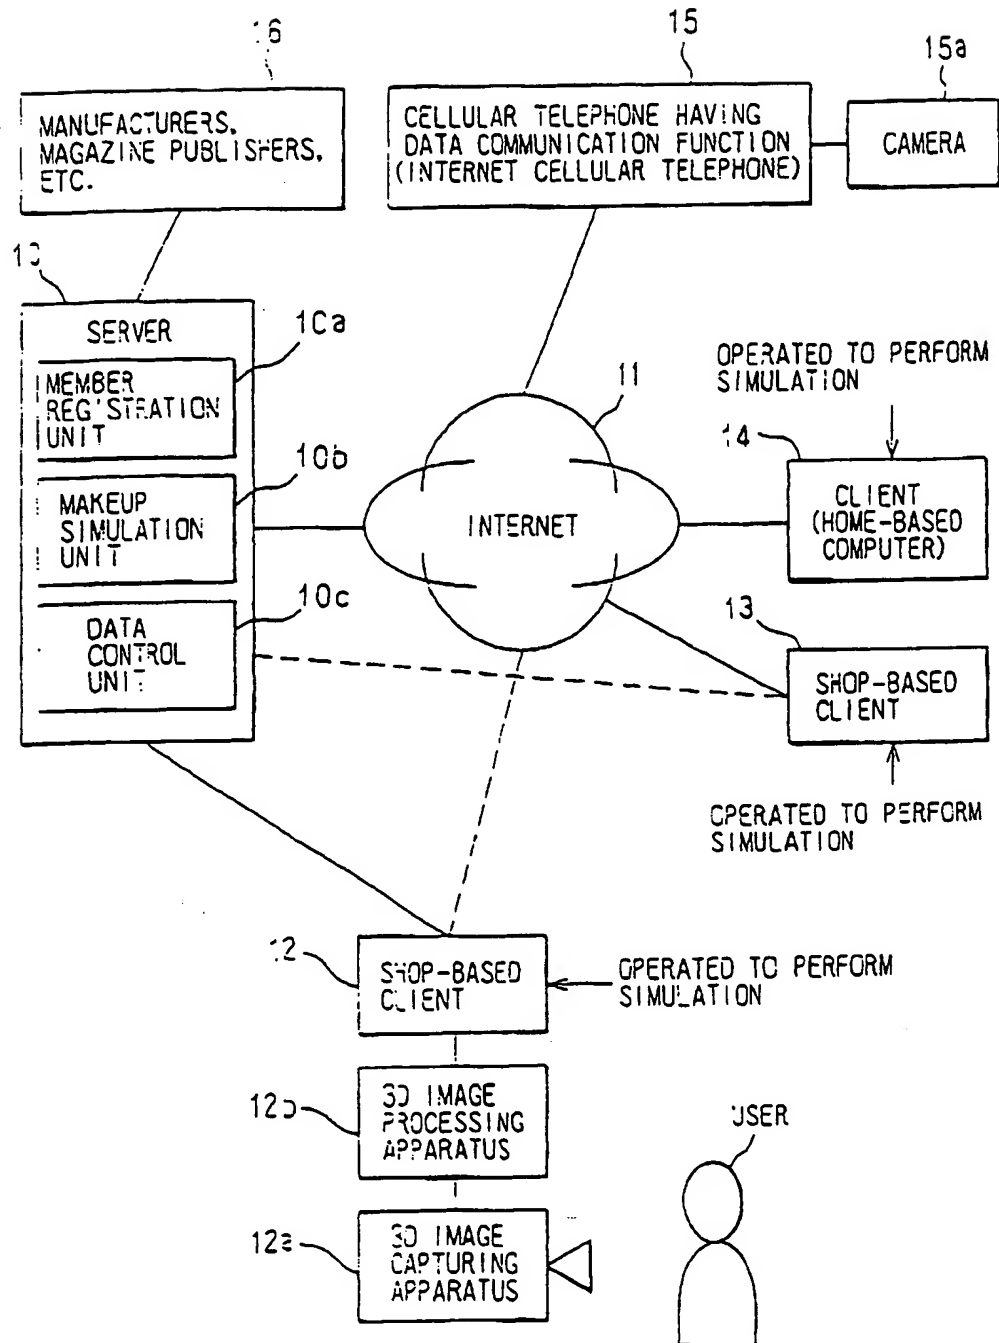 16
MANUFACTURERS,
MAGAZINE PUBLISHERS,
ETC.
15
CELLULAR TELEPHONE HAVING
DATA COMMUNICATION FUNCTION
(INTERNET CELLULAR TELEPHONE)
15a
CAMERA
10
SERVER
10a
MEMBER
REGISTRATION
UNIT
10b
MAKEUP
SIMULATION
UNIT
10c
DATA
CONTROL
UNIT
11
INTERNET
OPERATED TO PERFORM
SIMULATION
14
CLIENT
(HOME-BASED
COMPUTER)
13
SHOP-BASED
CLIENT
OPERATED TO PERFORM
SIMULATION
12
SHOP-BASED
CLIENT
OPERATED TO PERFORM
SIMULATION
12b
3D IMAGE
PROCESSING
APPARATUS
12a
3D IMAGE
CAPTURING
APPARATUS
USER